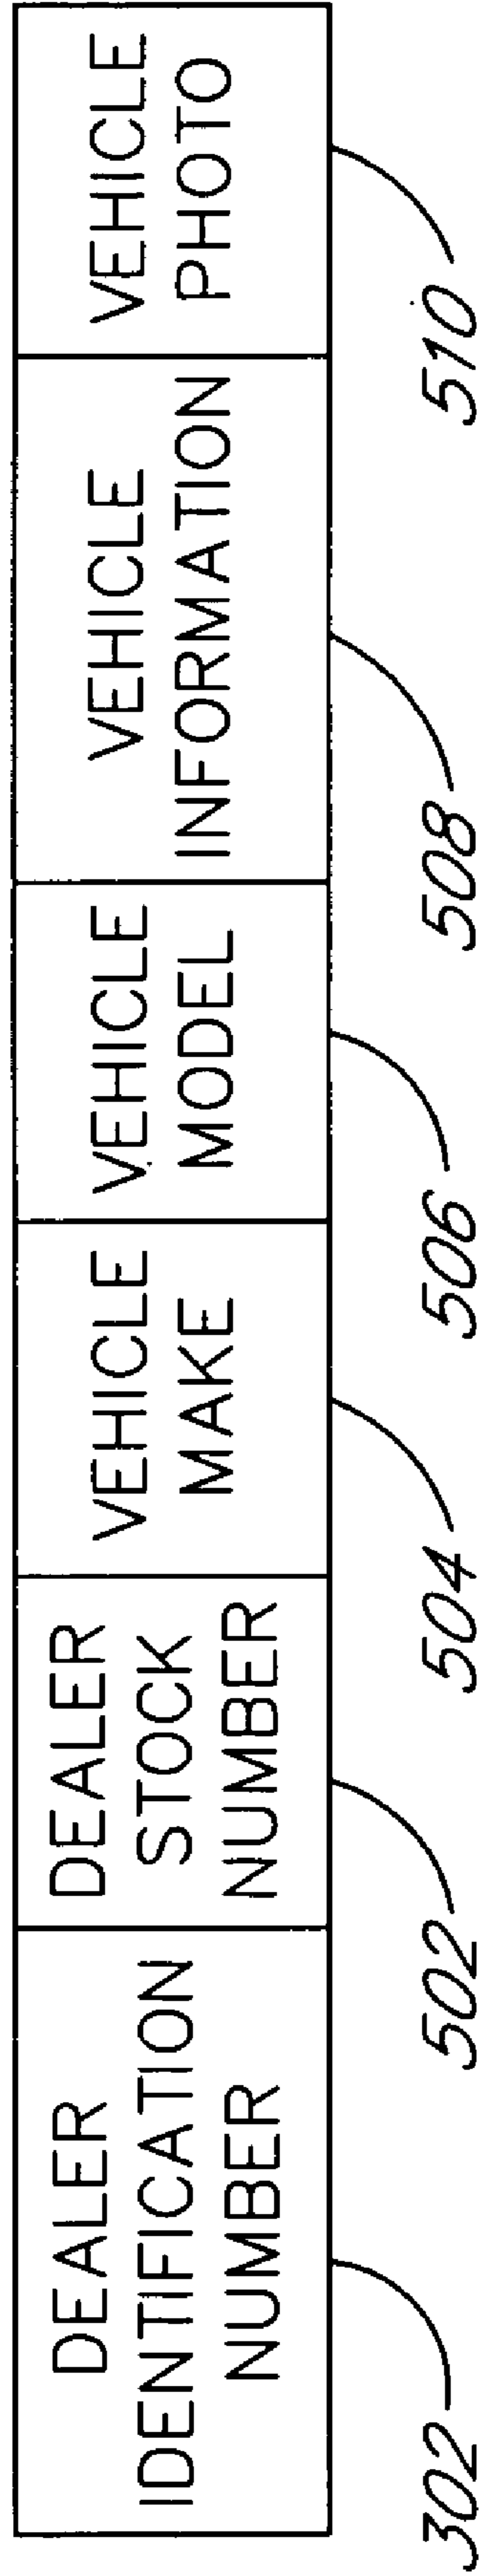 DEALER
IDENTIFICATION
NUMBER
DEALER
STOCK
NUMBER
VEHICLE
MAKE
VEHICLE
MODEL
VEHICLE
INFORMATION
VEHICLE
PHOTO
302
502
504
506
508
510